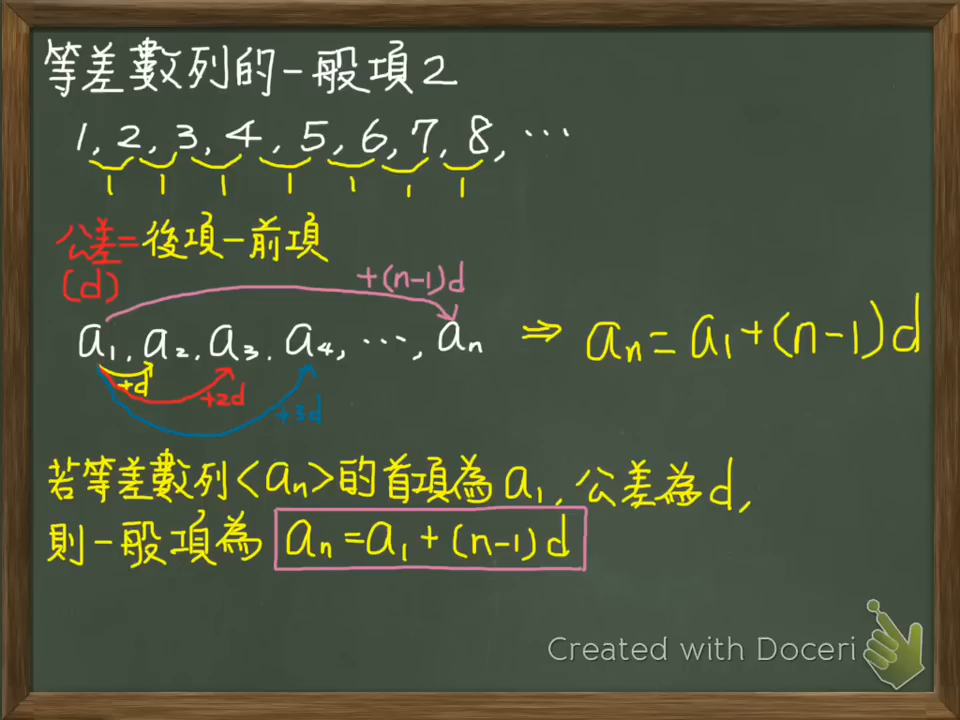 等差數列的一般項2
1, 2, 3, 4, 5, 6, 7, 8, …
1 1 1 1 1 1 1
公差=後項-前項
(d)
+(n-1)d
a₁, a₂, a₃, a₄, …, aₙ ⇒ aₙ = a₁+(n-1)d
+d
+2d
+3d
若等差數列<aₙ>的首項為a₁, 公差為d,
則一般項為 aₙ=a₁+(n-1)d
Created with Doceri